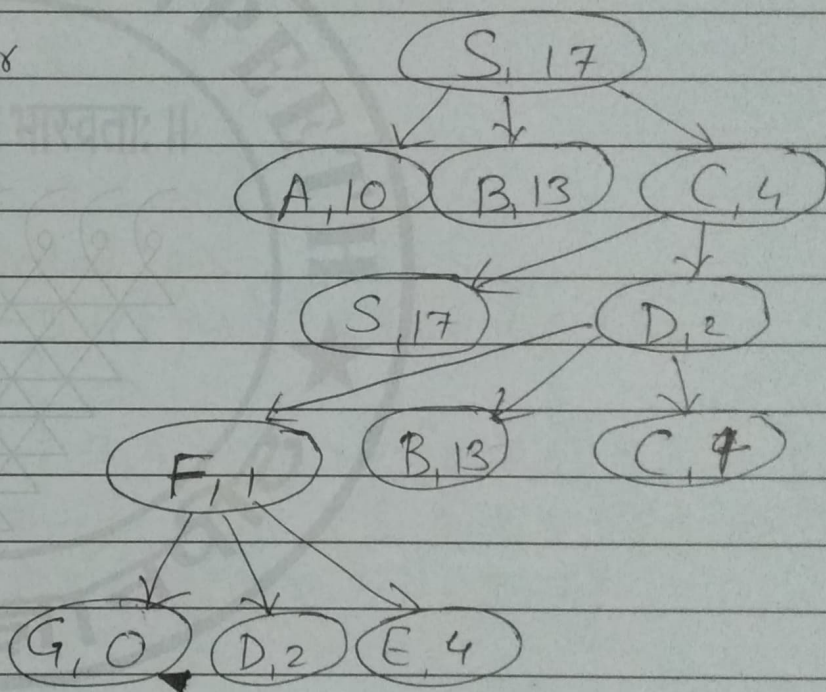 S, 17
A, 10 B, 13 C, 4
S, 17 D, 2
F, 1 B, 13 C, 4
G, 0 D, 2 E, 4